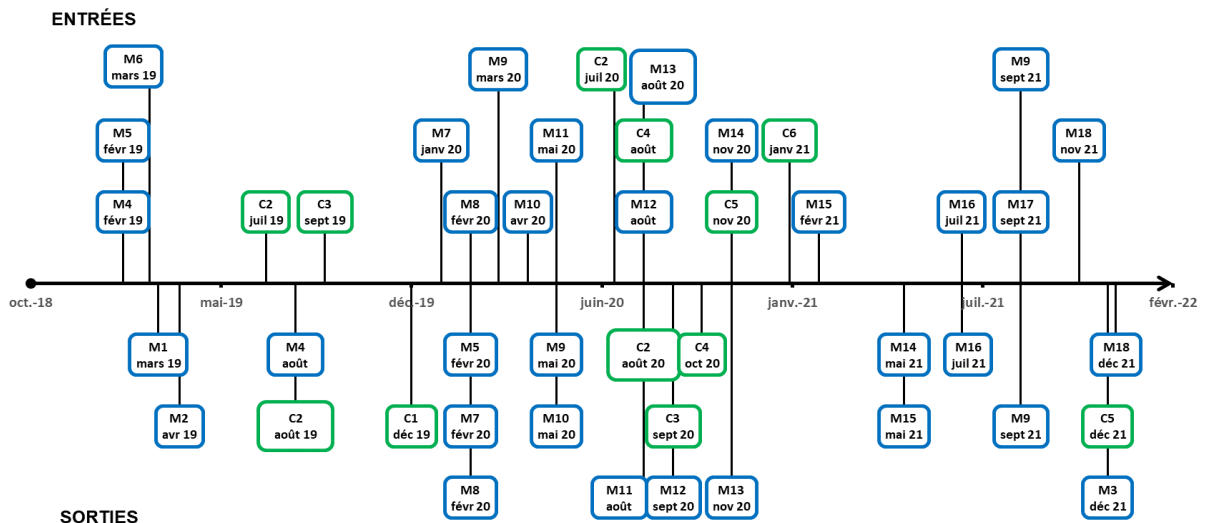 ENTRÉES
M6
mars 19
M9
mars 20
C2
juil 20
M13
août 20
M9
sept 21
M5
févr 19
M7
janv 20
M11
mai 20
C4
août
M14
nov 20
C6
janv 21
M18
nov 21
M4
févr 19
C2
juil 19
C3
sept 19
M8
févr 20
M10
avr 20
M12
août
C5
nov 20
M15
févr 21
M16
juil 21
M17
sept 21
oct.-18
mai-19
déc.-19
juin-20
janv.-21
juil.-21
févr.-22
M1
mars 19
M4
août
M5
févr 20
M9
mai 20
C2
août 20
C4
oct 20
M14
mai 21
M16
juil 21
M18
déc 21
M2
avr 19
C2
août 19
C1
déc 19
M7
févr 20
M10
mai 20
C3
sept 20
M15
mai 21
M9
sept 21
C5
déc 21
M8
févr 20
M11
août
M12
sept 20
M13
nov 20
M3
déc 21
SORTIES